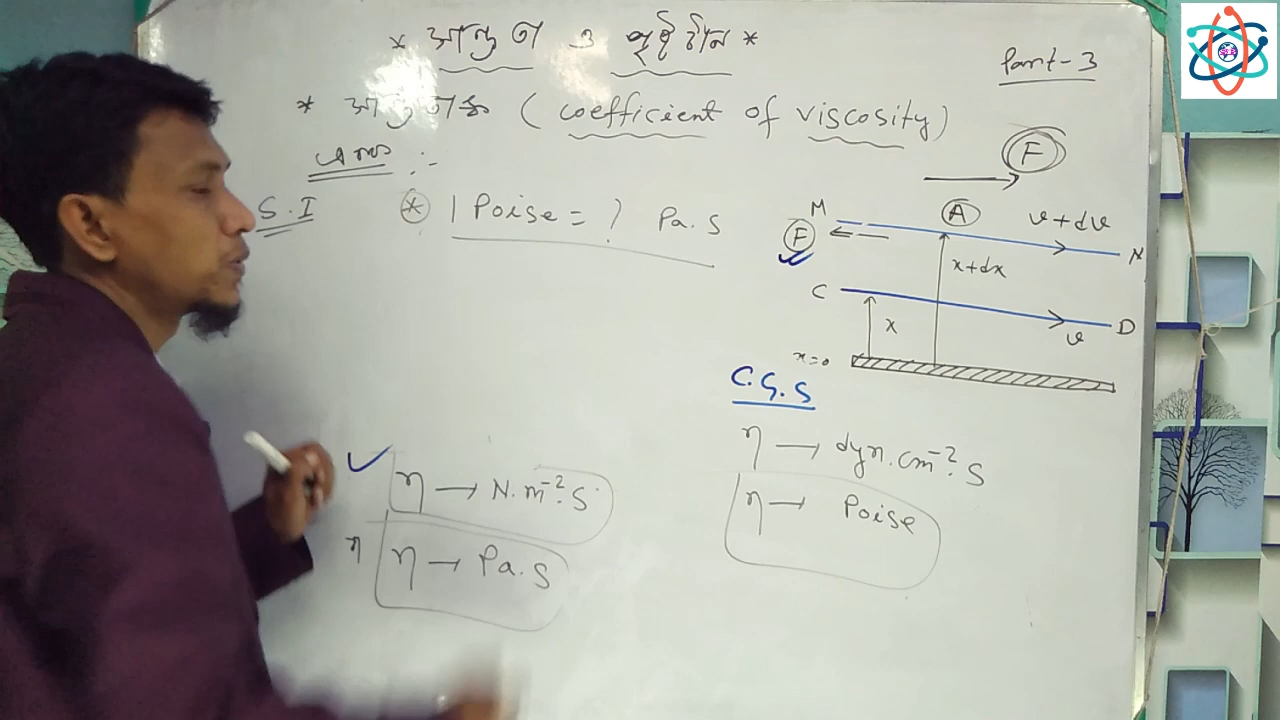 * সান্দ্রতা ও পৃষ্ঠটান *
Part-3
* সান্দ্রতাঙ্ক (coefficient of viscosity)
একক :-
S.I
* 1 Poise = ? Pa.S
F
M A v+dv N
F
x+dx
C x v D
x=0
C.G.S
η → dyn.cm⁻².S
η → Poise
η → N.m⁻².S
η
η → Pa.S